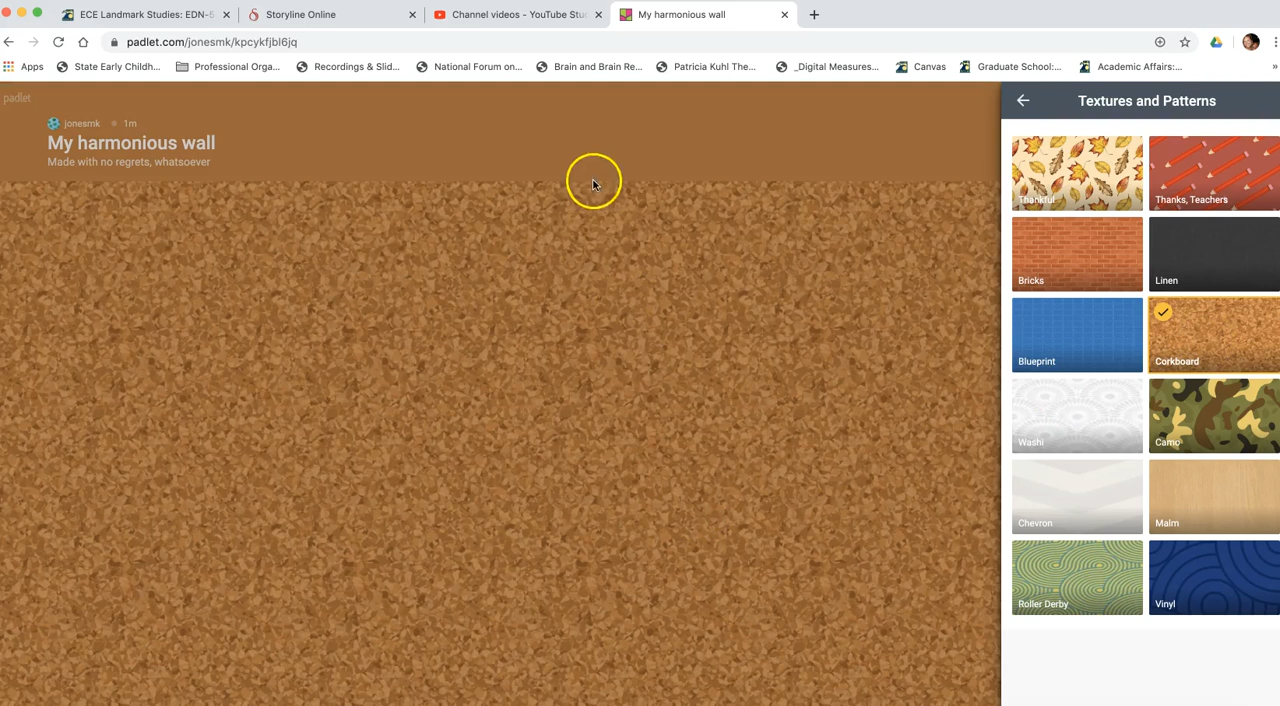 ECE Landmark Studies: EDN-5
Storyline Online
Channel videos - YouTube Stu
My harmonious wall
padlet.com/jonesmk/kpcykfjbl6jq
Apps
State Early Childh...
Professional Orga...
Recordings & Slid...
National Forum on...
Brain and Brain Re...
Patricia Kuhl The...
_Digital Measures...
Canvas
Graduate School:...
Academic Affairs:...
»
padlet
jonesmk 1m
My harmonious wall
Made with no regrets, whatsoever
Textures and Patterns
Thankful
Thanks, Teachers
Bricks
Linen
Blueprint
Corkboard
Washi
Camo
Chevron
Malm
Roller Derby
Vinyl